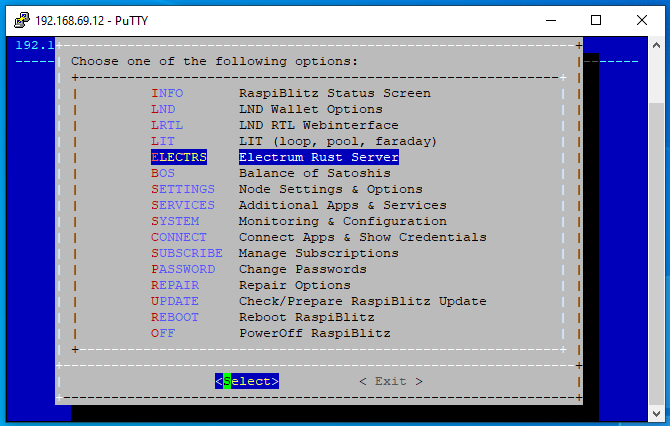 192.168.69.12 - PuTTY
192.1
Choose one of the following options:
INFO RaspiBlitz Status Screen
LND LND Wallet Options
LRTL LND RTL Webinterface
LIT LIT (loop, pool, faraday)
ELECTRS Electrum Rust Server
BOS Balance of Satoshis
SETTINGS Node Settings & Options
SERVICES Additional Apps & Services
SYSTEM Monitoring & Configuration
CONNECT Connect Apps & Show Credentials
SUBSCRIBE Manage Subscriptions
PASSWORD Change Passwords
REPAIR Repair Options
UPDATE Check/Prepare RaspiBlitz Update
REBOOT Reboot RaspiBlitz
OFF PowerOff RaspiBlitz
<Select> < Exit >